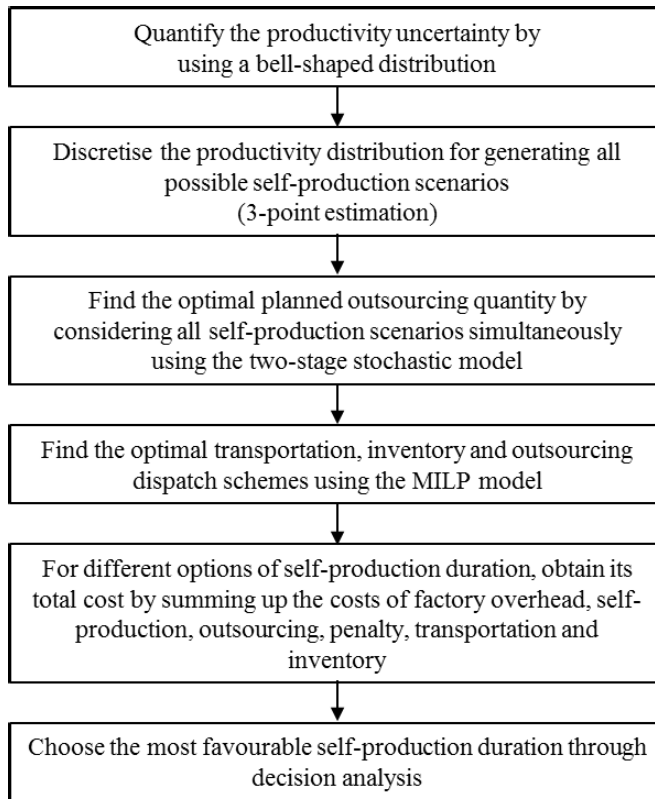 Quantify the productivity uncertainty by
using a bell-shaped distribution
Discretise the productivity distribution for generating all
possible self-production scenarios
(3-point estimation)
Find the optimal planned outsourcing quantity by
considering all self-production scenarios simultaneously
using the two-stage stochastic model
Find the optimal transportation, inventory and outsourcing
dispatch schemes using the MILP model
For different options of self-production duration, obtain its
total cost by summing up the costs of factory overhead, self-
production, outsourcing, penalty, transportation and
inventory
Choose the most favourable self-production duration through
decision analysis